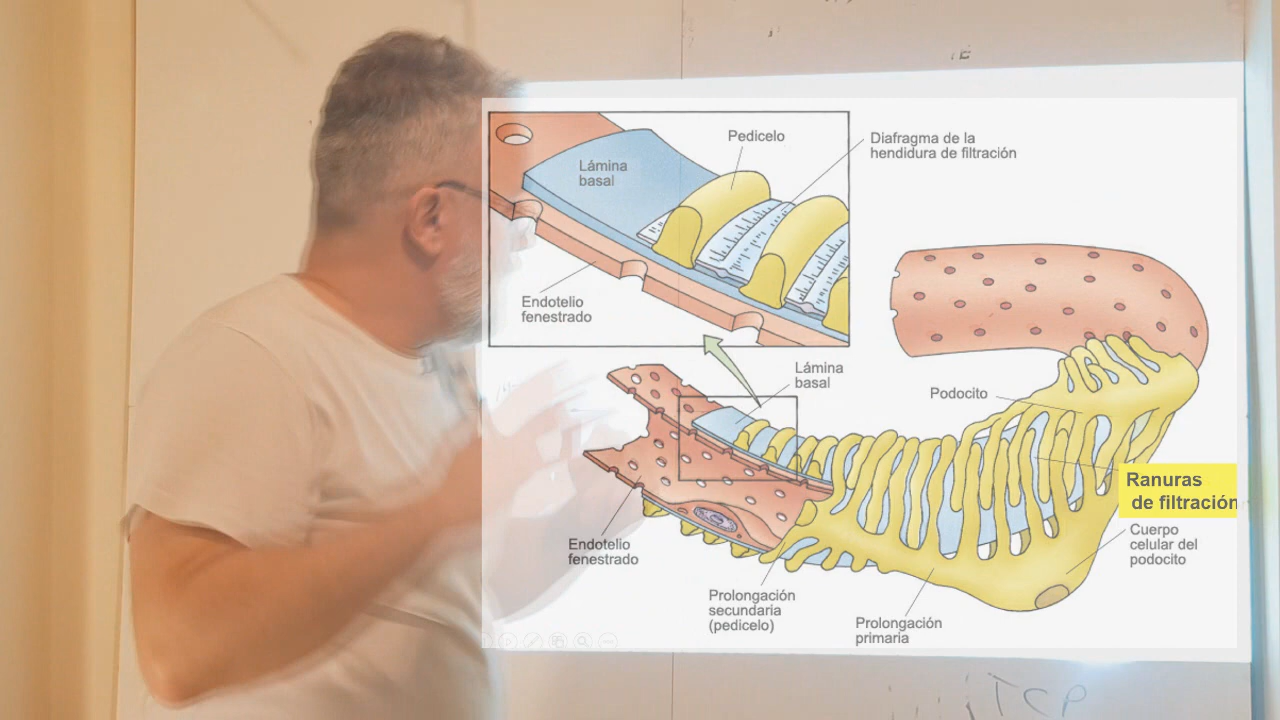 Pedicelo
Diafragma de la
hendidura de filtración
Lámina
basal
Endotelio
fenestrado
Lámina
basal
Podocito
Ranuras
de filtración
Cuerpo
celular del
podocito
Endotelio
fenestrado
Prolongación
secundaria
(pedicelo)
Prolongación
primaria
TCP